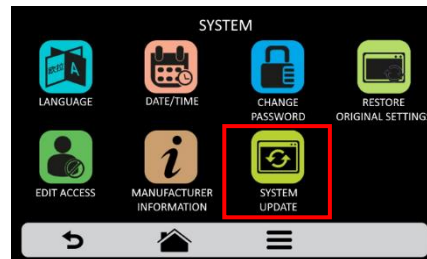 SYSTEM
LANGUAGE
DATE/TIME
CHANGE
PASSWORD
RESTORE
ORIGINAL SETTING
EDIT ACCESS
MANUFACTURER
INFORMATION
SYSTEM
UPDATE